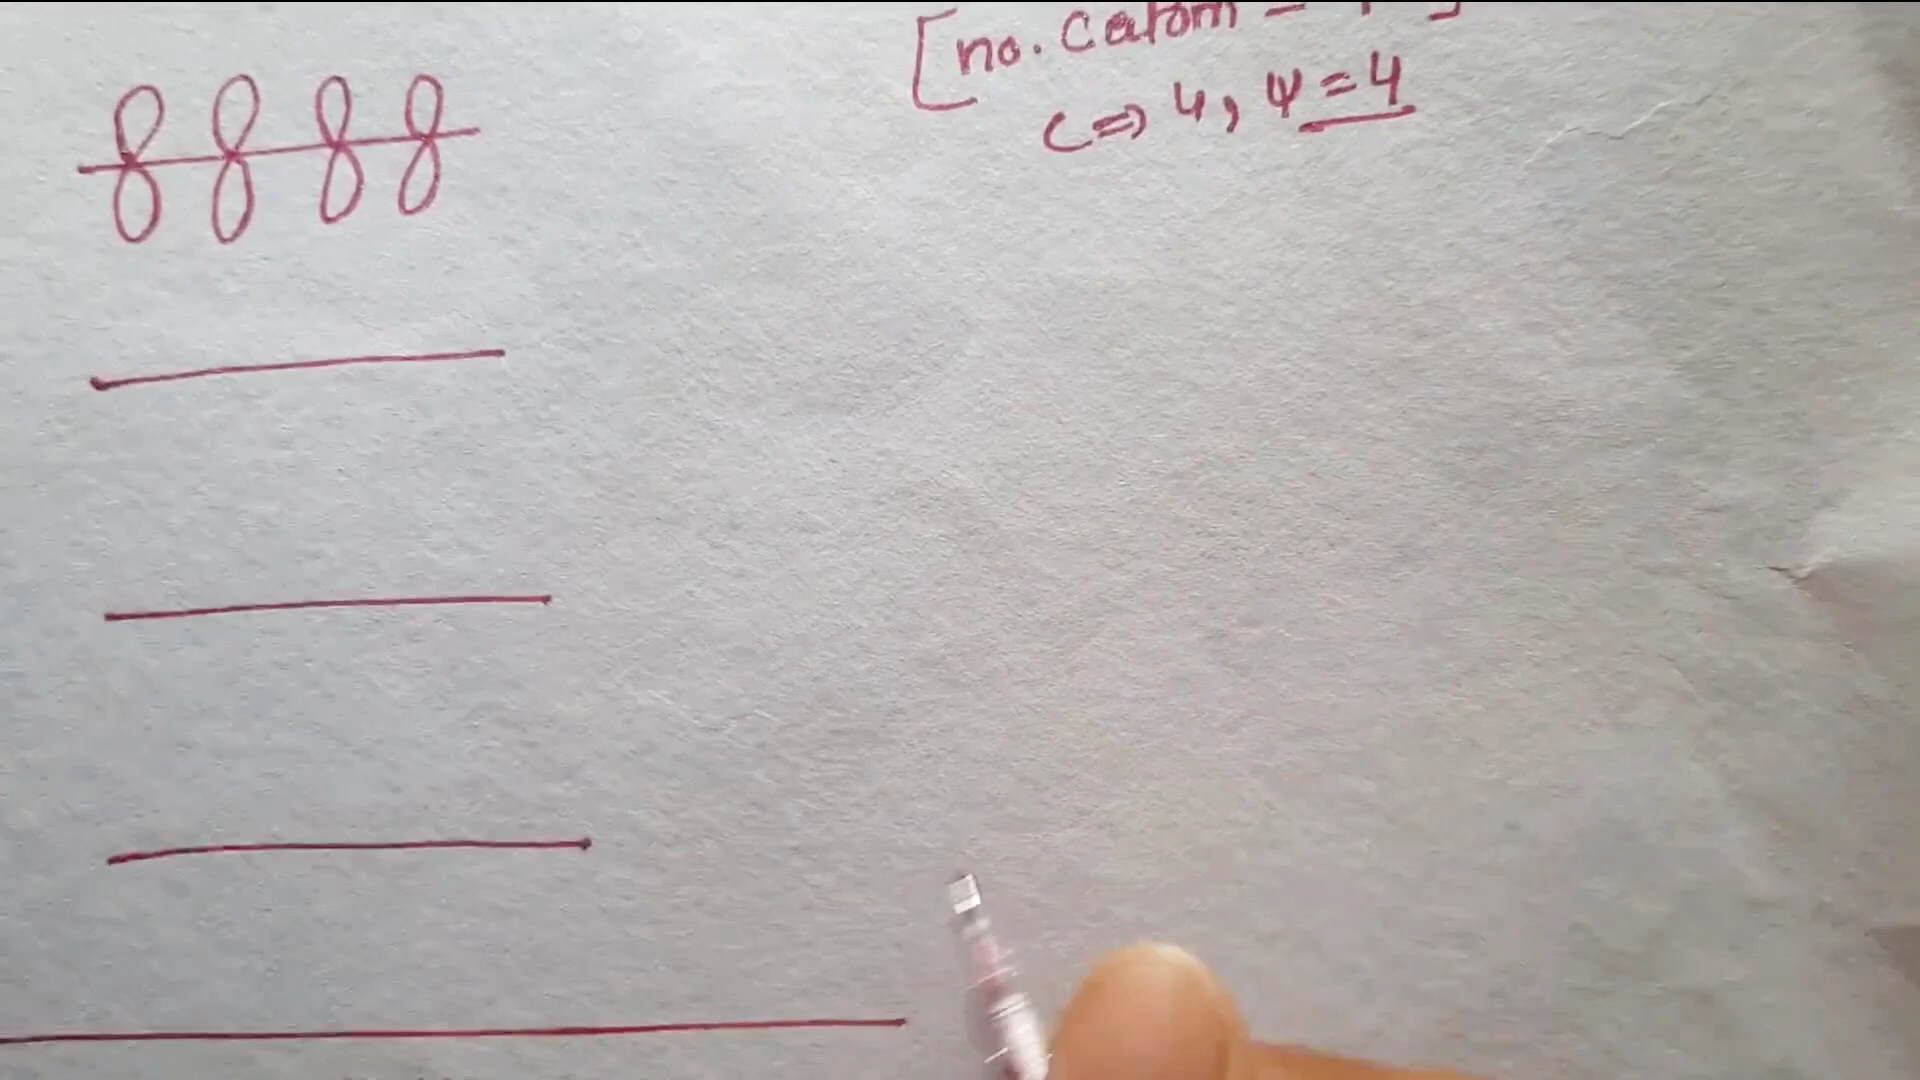 [no. C atom =
C => 4, ψ = 4